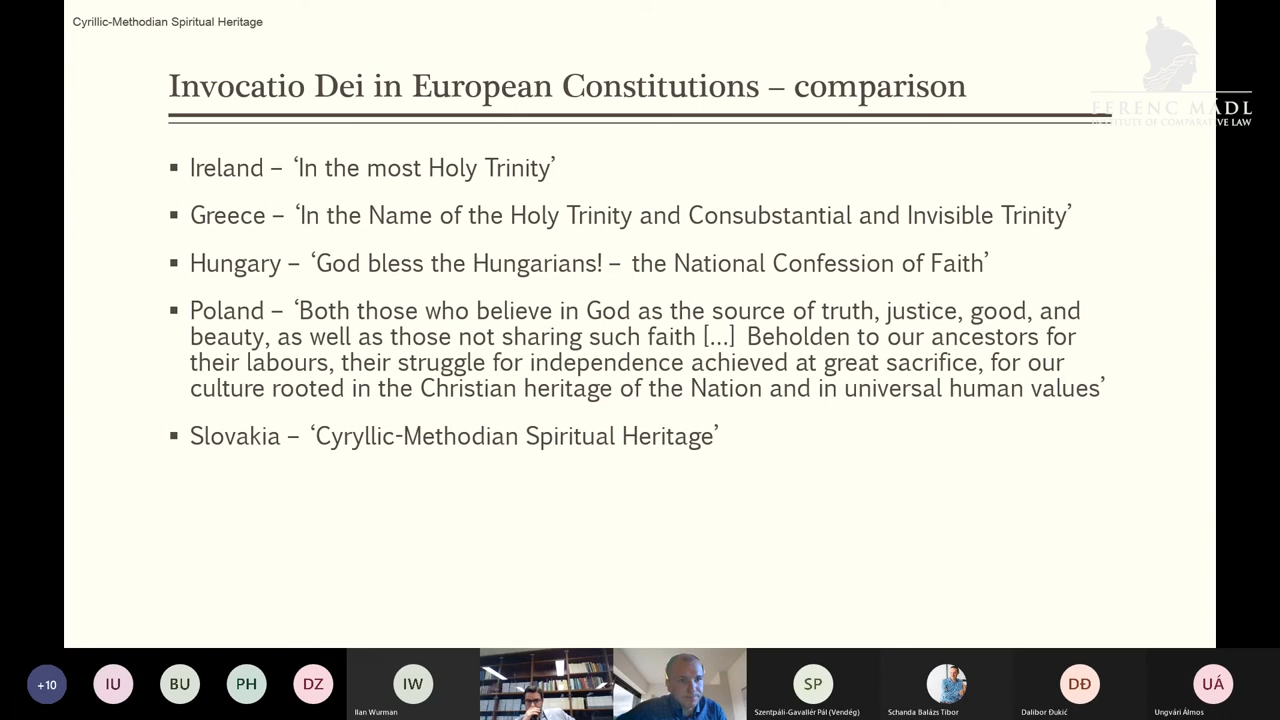 Cyrillic-Methodian Spiritual Heritage
Invocatio Dei in European Constitutions – comparison
FERENC MÁDL
INSTITUTE OF COMPARATIVE LAW
▪ Ireland – ‘In the most Holy Trinity’
▪ Greece – ‘In the Name of the Holy Trinity and Consubstantial and Invisible Trinity’
▪ Hungary – ‘God bless the Hungarians! – the National Confession of Faith’
▪ Poland – ‘Both those who believe in God as the source of truth, justice, good, and
beauty, as well as those not sharing such faith [...] Beholden to our ancestors for
their labours, their struggle for independence achieved at great sacrifice, for our
culture rooted in the Christian heritage of the Nation and in universal human values’
▪ Slovakia – ‘Cyryllic-Methodian Spiritual Heritage’
+10
IU
BU
PH
DZ
IW
Ilan Wurman
SP
Szentpáli-Gavallér Pál (Vendég)
Schanda Balázs Tibor
DĐ
Dalibor Đukić
UÁ
Ungvári Álmos